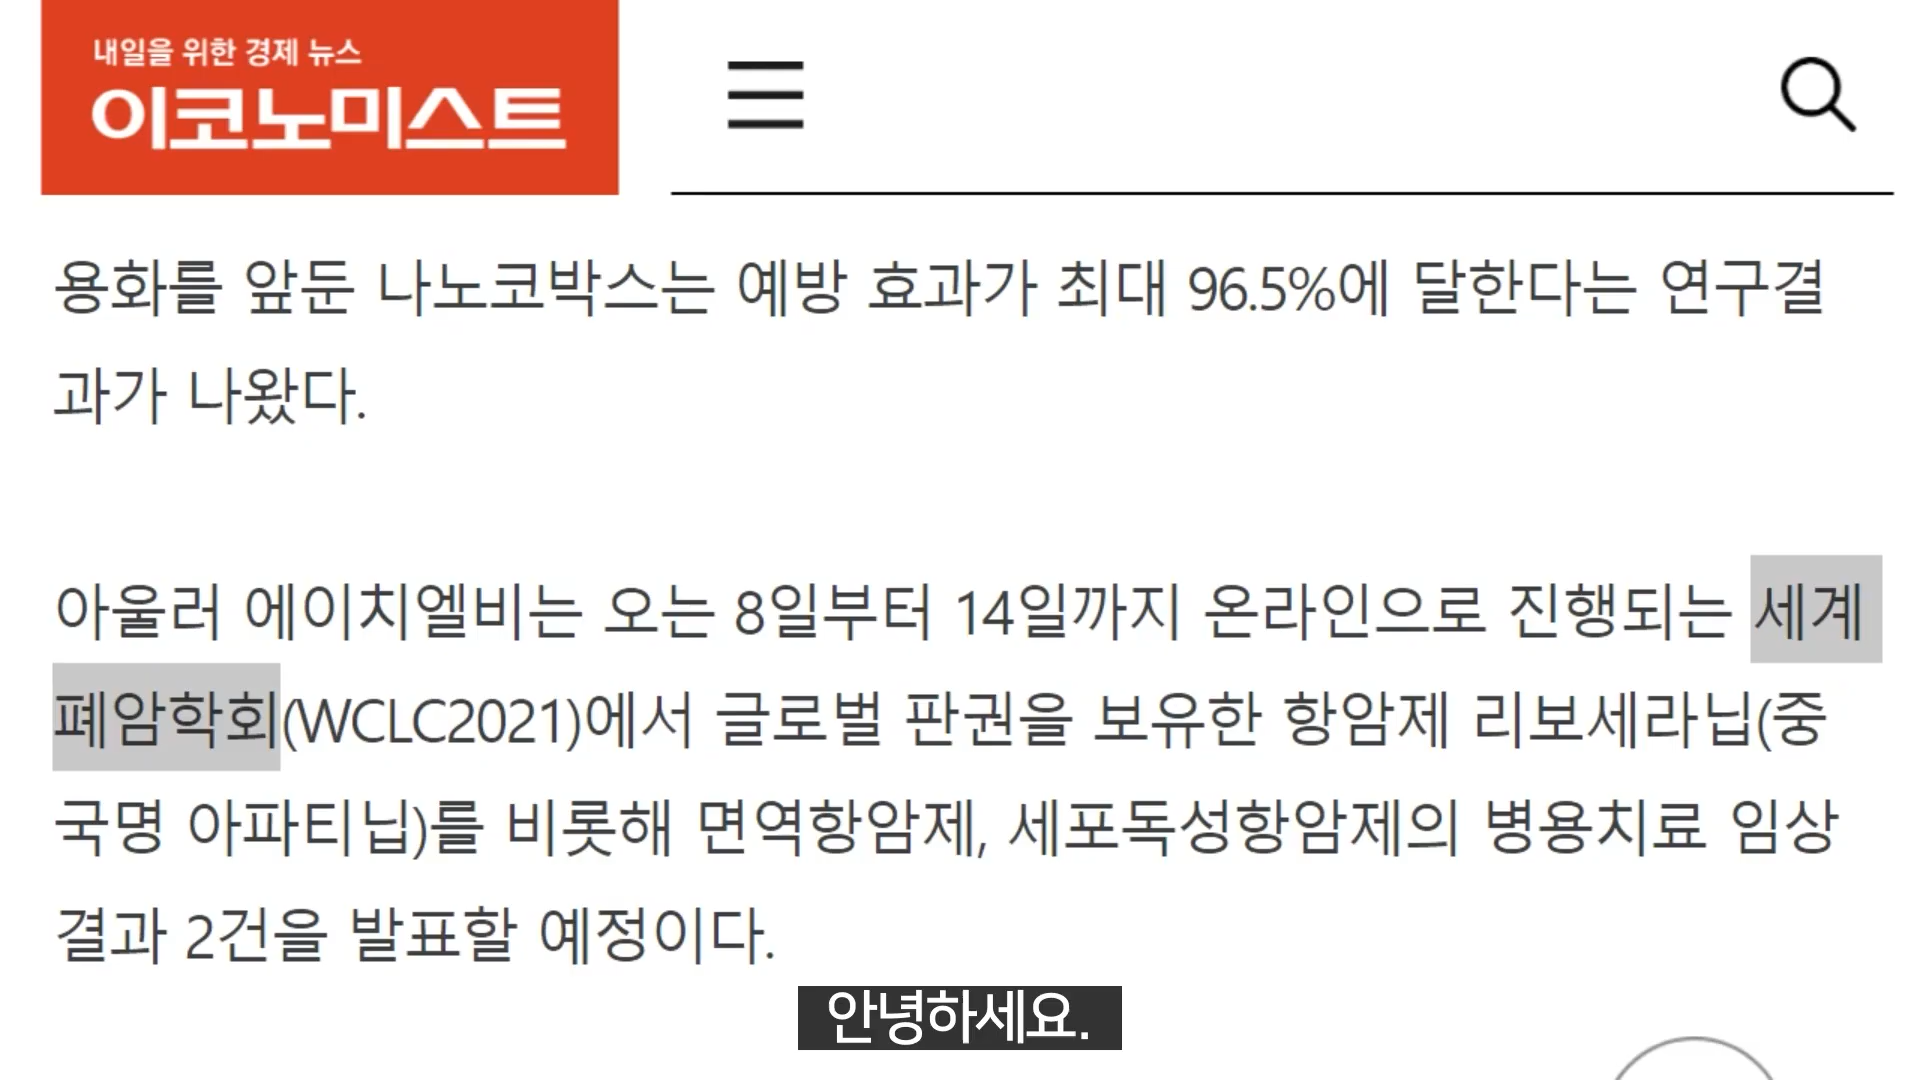 내일을 위한 경제 뉴스
이코노미스트
용화를 앞둔 나노코박스는 예방 효과가 최대 96.5%에 달한다는 연구결
과가 나왔다.
아울러 에이치엘비는 오는 8일부터 14일까지 온라인으로 진행되는 세계
폐암학회(WCLC2021)에서 글로벌 판권을 보유한 항암제 리보세라닙(중
국명 아파티닙)를 비롯해 면역항암제, 세포독성항암제의 병용치료 임상
결과 2건을 발표할 예정이다.
안녕하세요.